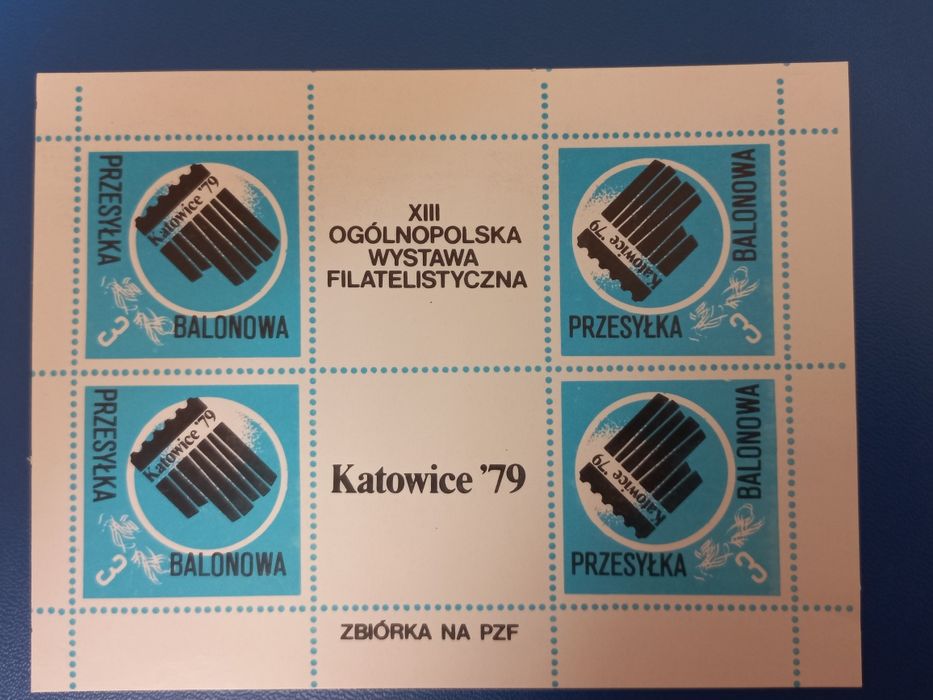 PRZESYŁKA
Katowice '79
3
BALONOWA
XIII
OGÓLNOPOLSKA
WYSTAWA
FILATELISTYCZNA
BALONOWA
Katowice '79
3
PRZESYŁKA
PRZESYŁKA
Katowice '79
3
BALONOWA
Katowice '79
BALONOWA
Katowice '79
3
PRZESYŁKA
ZBIÓRKA NA PZF